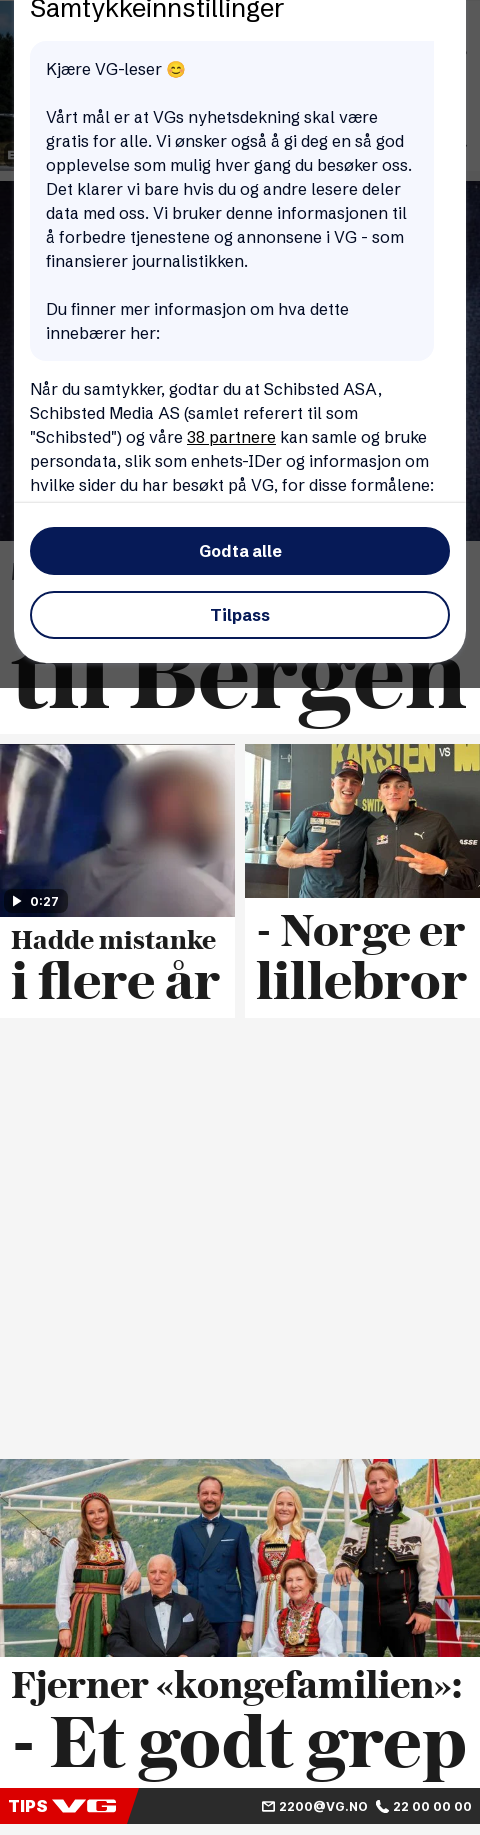 Samtykkeinnstillinger
Kjære VG-leser 😊
Vårt mål er at VGs nyhetsdekning skal være
gratis for alle. Vi ønsker også å gi deg en så god
opplevelse som mulig hver gang du besøker oss.
Det klarer vi bare hvis du og andre lesere deler
data med oss. Vi bruker denne informasjonen til
å forbedre tjenestene og annonsene i VG - som
finansierer journalistikken.
Du finner mer informasjon om hva dette
innebærer her:
Når du samtykker, godtar du at Schibsted ASA,
Schibsted Media AS (samlet referert til som
"Schibsted") og våre 38 partnere kan samle og bruke
persondata, slik som enhets-IDer og informasjon om
hvilke sider du har besøkt på VG, for disse formålene:
Godta alle
Tilpass
til Bergen
KARSTEN
VS
0:27
Hadde mistanke
i flere år
- Norge er
lillebror
Fjerner «kongefamilien»:
- Et godt grep
TIPS VG
2200@VG.NO 22 00 00 00